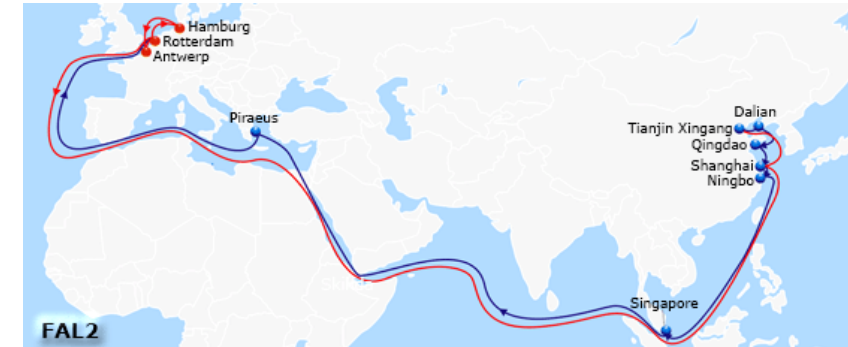 Hamburg
Rotterdam
Antwerp
Piraeus
Dalian
Tianjin Xingang
Qingdao
Shanghai
Ningbo
Singapore
FAL2